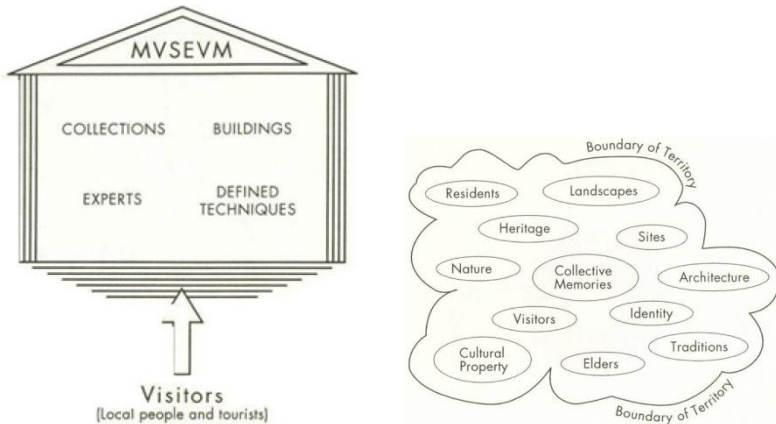 MVSEVM
COLLECTIONS BUILDINGS
EXPERTS DEFINED
TECHNIQUES
Visitors
(Local people and tourists)
Boundary of Territory
Residents
Landscapes
Heritage
Sites
Nature
Collective
Memories
Architecture
Visitors
Identity
Cultural
Property
Elders
Traditions
Boundary of Territory